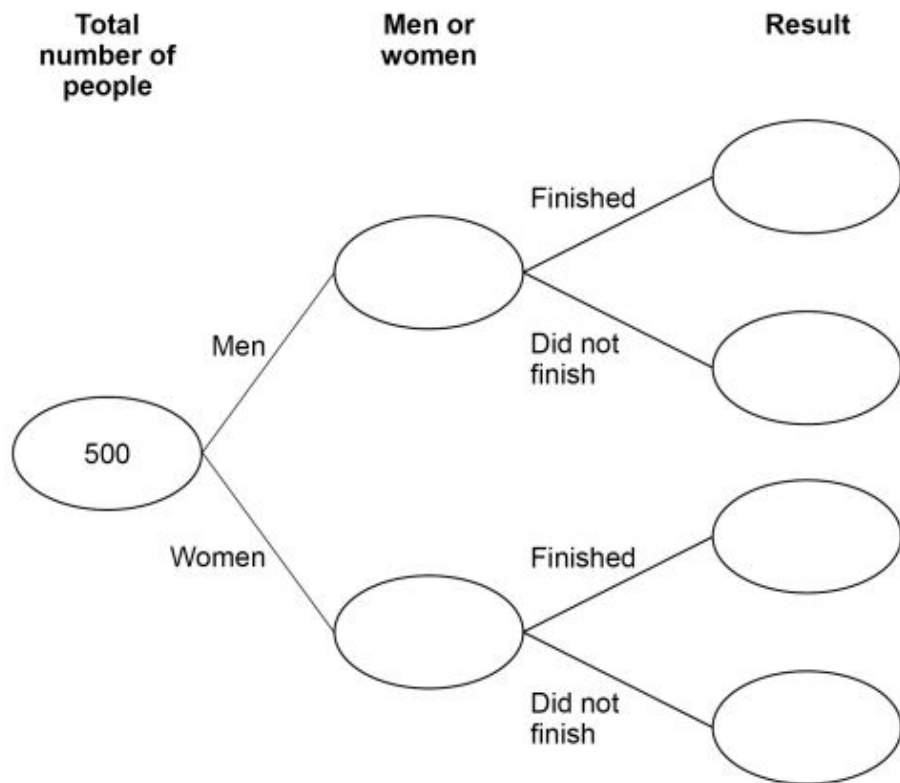 Total
number of
people
Men or
women
Result
Finished
Men
Did not
finish
500
Women
Finished
Did not
finish